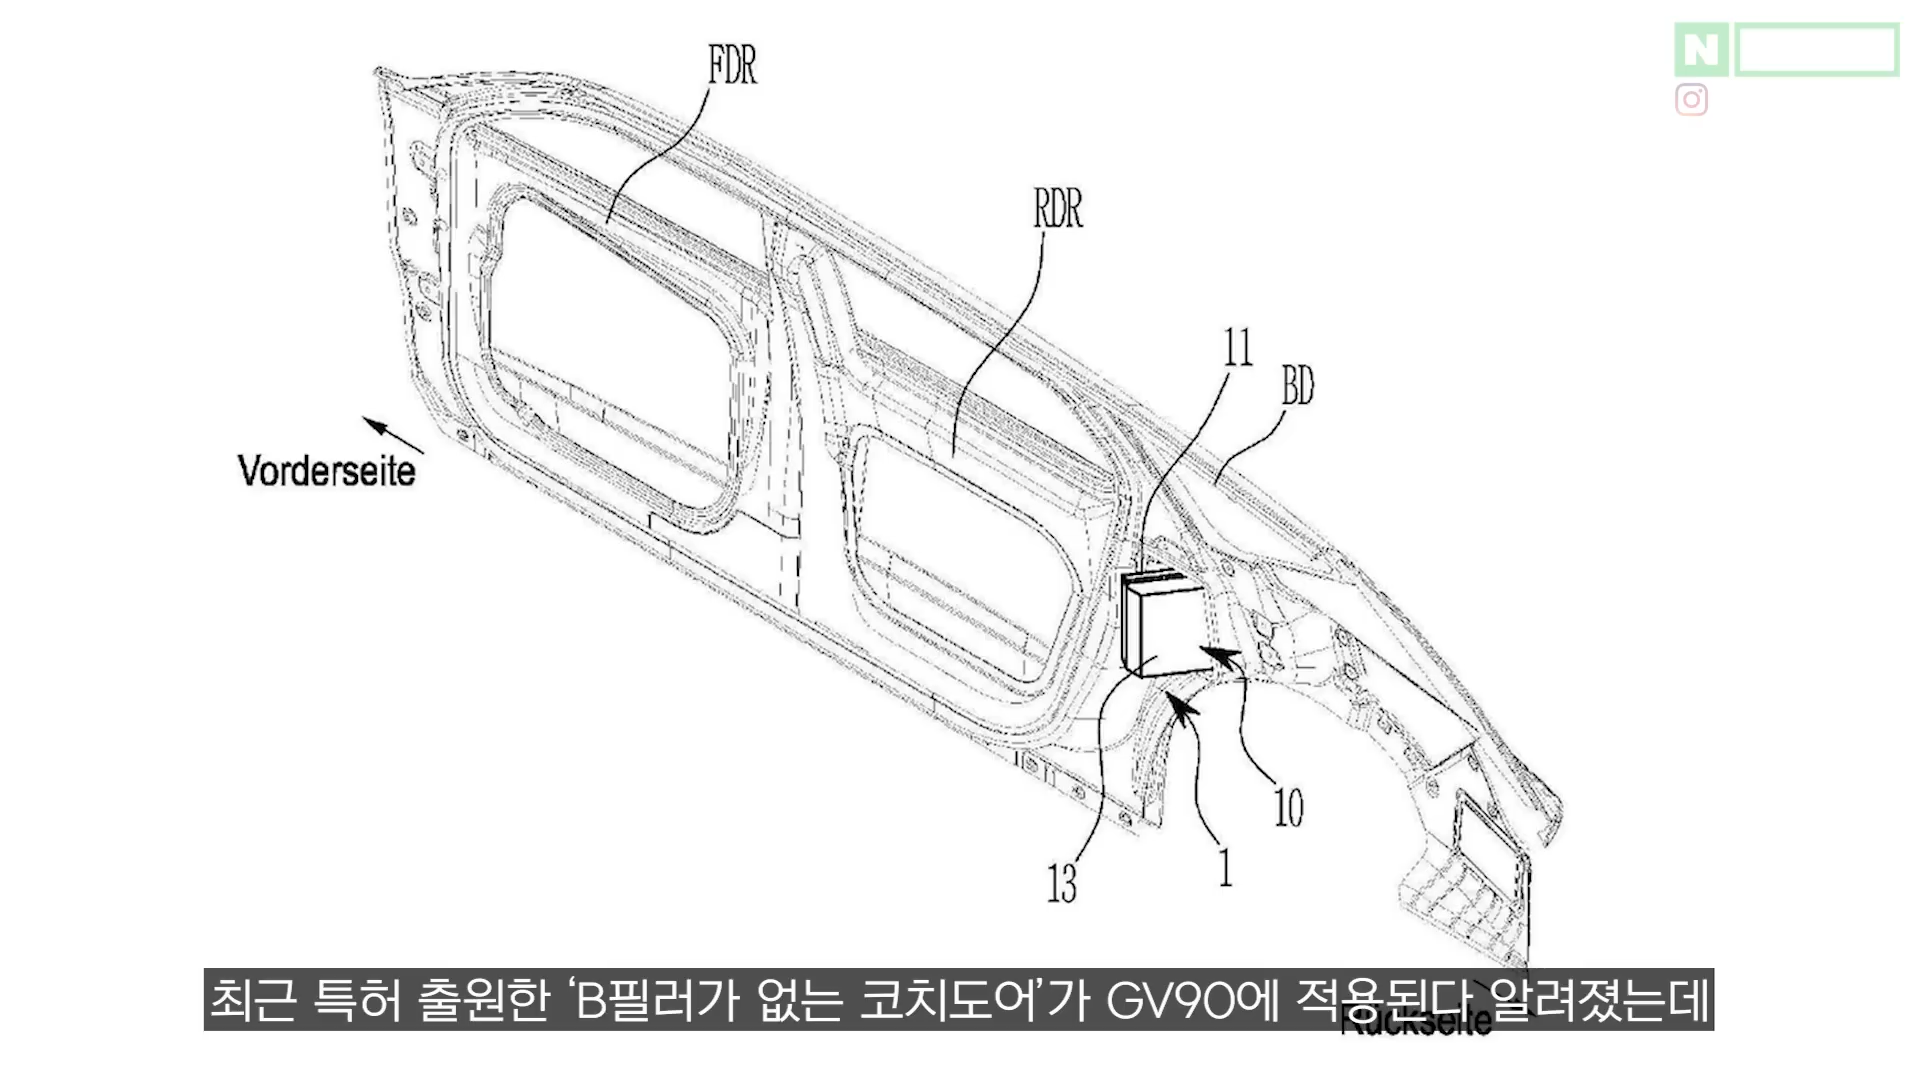 N
FDR
RDR
11
BD
Vorderseite
10
1
13
최근 특허 출원한 ‘B필러가 없는 코치도어’가 GV90에 적용된다 알려졌는데
Rückseite